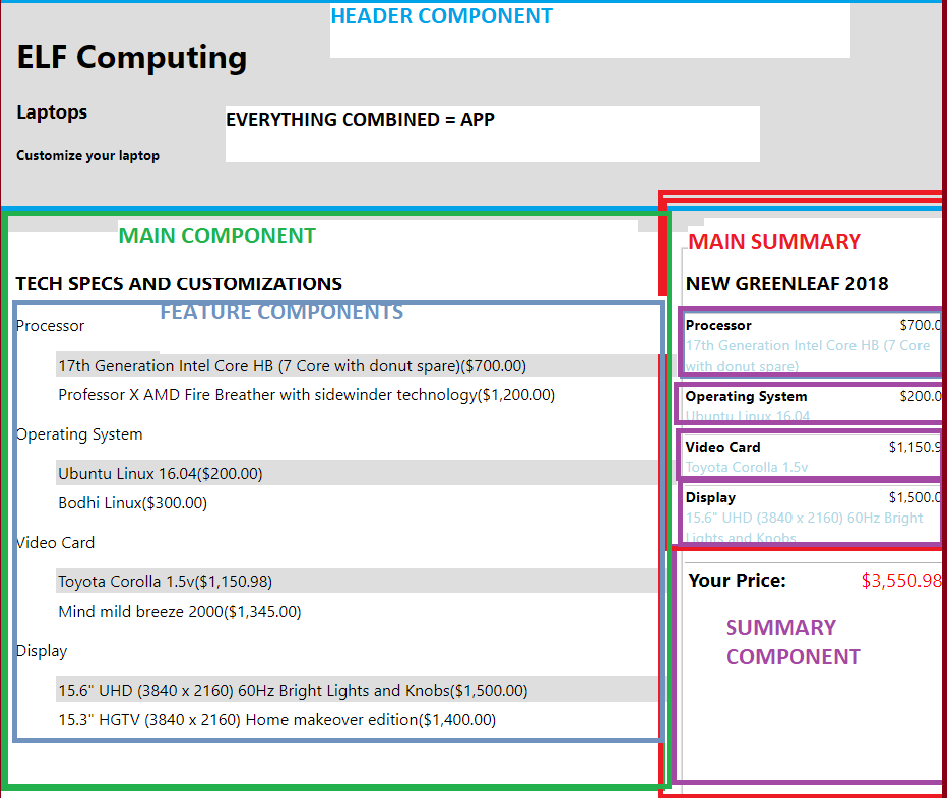 HEADER COMPONENT
ELF Computing
Laptops
EVERYTHING COMBINED = APP
Customize your laptop
MAIN COMPONENT
TECH SPECS AND CUSTOMIZATIONS
FEATURE COMPONENTS
Processor
17th Generation Intel Core HB (7 Core with donut spare)($700.00)
Professor X AMD Fire Breather with sidewinder technology($1,200.00)
Operating System
Ubuntu Linux 16.04($200.00)
Bodhi Linux($300.00)
Video Card
Toyota Corolla 1.5v($1,150.98)
Mind mild breeze 2000($1,345.00)
Display
15.6" UHD (3840 x 2160) 60Hz Bright Lights and Knobs($1,500.00)
15.3" HGTV (3840 x 2160) Home makeover edition($1,400.00)
MAIN SUMMARY
NEW GREENLEAF 2018
Processor $700.0
17th Generation Intel Core HB (7 Core
with donut spare)
Operating System $200.0
Ubuntu Linux 16.04
Video Card $1,150.9
Toyota Corolla 1.5v
Display $1,500.0
15.6" UHD (3840 x 2160) 60Hz Bright
Lights and Knobs
Your Price: $3,550.98
SUMMARY
COMPONENT